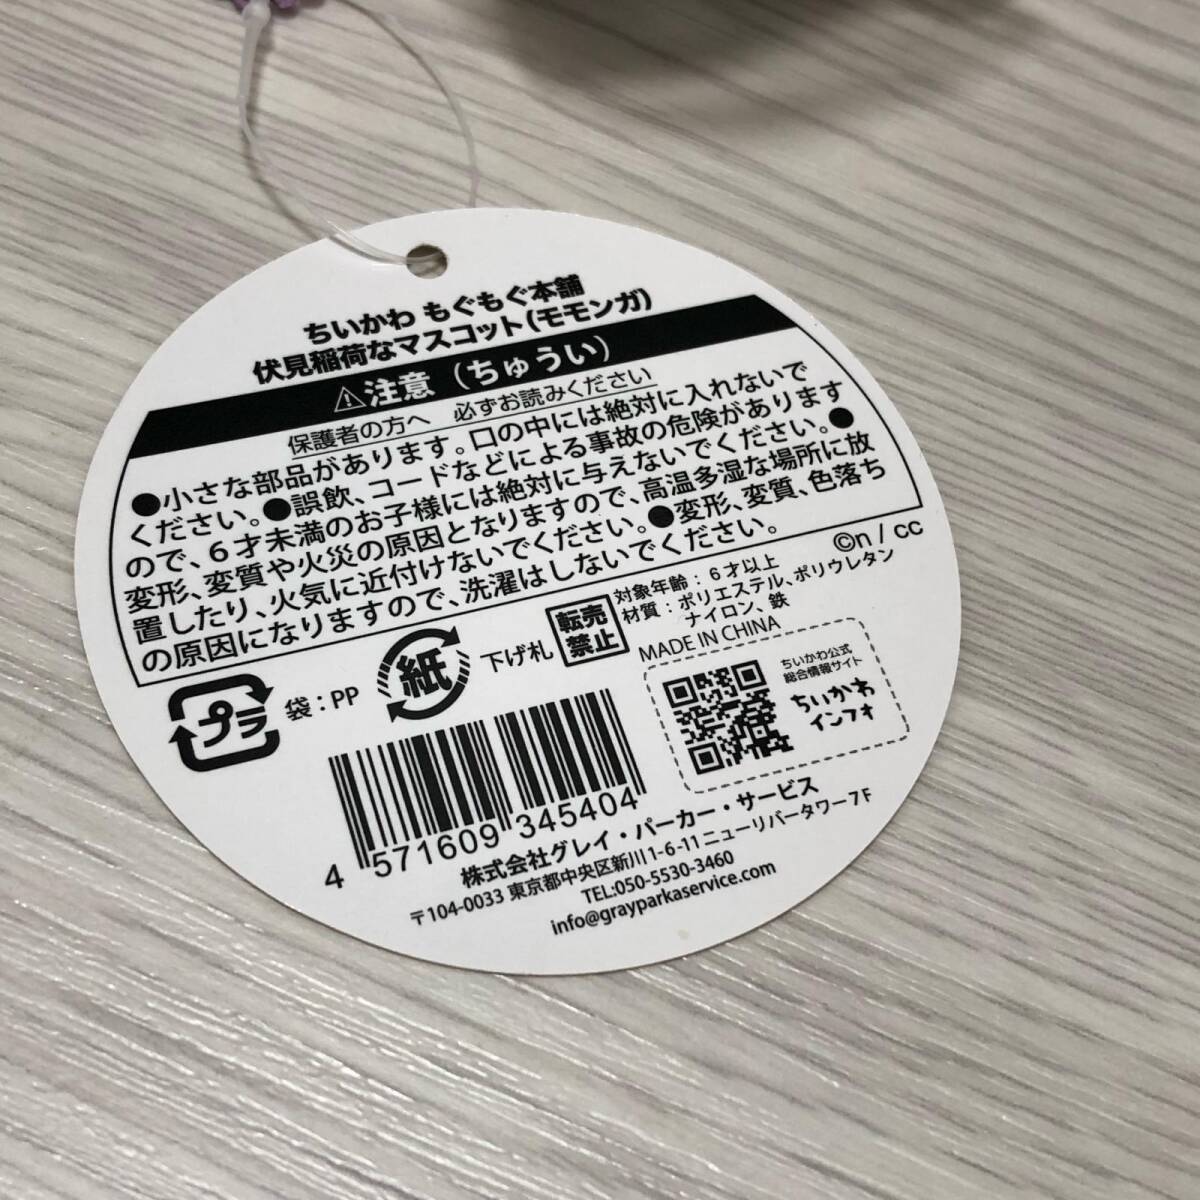 ちいかわ もぐもぐ本舗
伏見稲荷なマスコット(モモンガ)
⚠注意（ちゅうい）
保護者の方へ 必ずお読みください
●小さな部品があります。口の中には絶対に入れないで
ください。●誤飲、コードなどによる事故の危険があります
ので、6才未満のお子様には絶対に与えないでください。●
変形、変質や火災の原因となりますので、高温多湿な場所に放
置したり、火気に近付けないでください。●変形、変質、色落ち
の原因になりますので、洗濯はしないでください。
©n / cc
対象年齢：6才以上
材質：ポリエステル、ポリウレタン
ナイロン、鉄
MADE IN CHINA
プラ
袋：PP
紙
下げ札
転売
禁止
ちいかわ公式
総合情報サイト
ちいかわ
インフォ
4 571609 345404
株式会社グレイ・パーカー・サービス
〒104-0033 東京都中央区新川1-6-11 ニューリバータワー7F
TEL:050-5530-3460
info@grayparkaservice.com